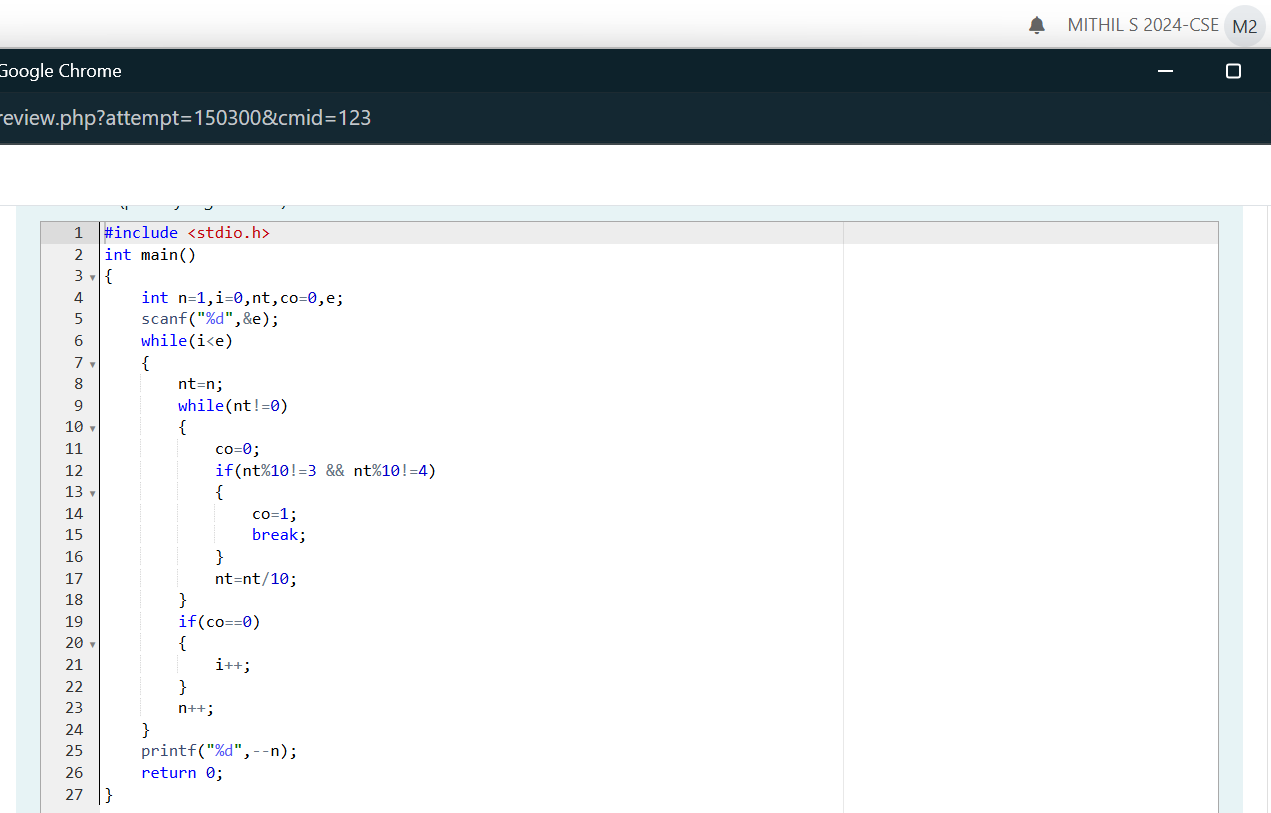 MITHIL S 2024-CSE M2
Google Chrome
review.php?attempt=150300&cmid=123
1 #include <stdio.h>
2 int main()
3 {
4     int n=1,i=0,nt,co=0,e;
5     scanf("%d",&e);
6     while(i<e)
7     {
8         nt=n;
9         while(nt!=0)
10         {
11             co=0;
12             if(nt%10!=3 && nt%10!=4)
13             {
14                 co=1;
15                 break;
16             }
17             nt=nt/10;
18         }
19         if(co==0)
20         {
21             i++;
22         }
23         n++;
24     }
25     printf("%d",--n);
26     return 0;
27 }